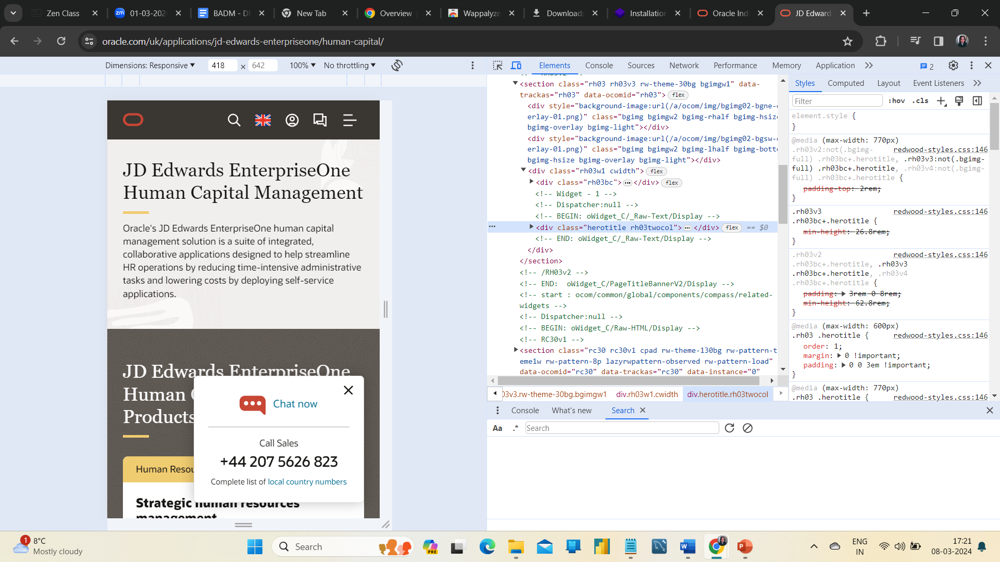 Zen Class
zm
01-03-202
BADM - D
New Tab
Overview
Wappalyze
Downloads
Installation
Oracle Ind
JD Edward
oracle.com/uk/applications/jd-edwards-enterpriseone/human-capital/
Dimensions: Responsive
418 x 642
100%
No throttling
JD Edwards EnterpriseOne
Human Capital Management
Oracle's JD Edwards EnterpriseOne human capital
management solution is a suite of integrated,
collaborative applications designed to help streamline
HR operations by reducing time-intensive administrative
tasks and lowering costs by deploying self-service
applications.
JD Edwards EnterpriseOne
Human
Products
Human Resou
Strategic human resources
management
Chat now
Call Sales
+44 207 5626 823
Complete list of local country numbers
Elements Console Sources Network Performance Memory Application 2
<section class="rh03 rh03v3 rw-theme-30bg bgimgw1" data-
trackas="rh03" data-ocomid="rh03"> flex
<div style="background-image:url(/a/ocom/img/bgimg02-bgne-o
erlay-01.png)" class="bgimg bgimgw2 bgimg-rhalf bgimg-hsize
bgimg-overlay bgimg-light"></div>
<div style="background-image:url(/a/ocom/img/bgimg02-bgsw-o
erlay-01.png)" class="bgimg bgimgw2 bgimg-lhalf bgimg-botto
bgimg-hsize bgimg-overlay bgimg-light"></div>
<div class="rh03w1 cwidth"> flex
<div class="rh03bc"> … </div> flex
<!-- Widget - 1 -->
<!-- Dispatcher:null -->
<!-- BEGIN: oWidget_C/_Raw-Text/Display -->
… <div class="herotitle rh03twocol"> … </div> flex == $0
<!-- END: oWidget_C/_Raw-Text/Display -->
</div>
</section>
<!-- /RH03v2 -->
<!-- END: oWidget_C/PageTitleBannerV2/Display -->
<!-- start : ocom/common/global/components/compass/related-
widgets -->
<!-- Dispatcher:null -->
<!-- BEGIN: oWidget_C/Raw-HTML/Display -->
<!-- RC30v1 -->
<section class="rc30 rc30v1 cpad rw-theme-130bg rw-pattern-t
eme1w rw-pattern-8p lazyrwpattern-observed rw-pattern-load"
data-ocomid="rc30" data-trackas="rc30" data-instance="0"
03v3.rw-theme-30bg.bgimgw1 div.rh03w1.cwidth div.herotitle.rh03twocol
Styles Computed Layout Event Listeners
Filter :hov .cls
element.style {
}
@media (max-width: 770px)
.rh03v2:not(.bgimg- redwood-styles.css:146
full) .rh03bc+.herotitle, .rh03v3:not(.bgimg-
full) .rh03bc+.herotitle, .rh03v4:not(.bgimg-
full) .rh03bc+.herotitle {
padding-top: 2rem;
}
.rh03v3 redwood-styles.css:146
.rh03bc+.herotitle {
min-height: 26.8rem;
}
.rh03v2 redwood-styles.css:146
.rh03bc+.herotitle, .rh03v3
.rh03bc+.herotitle, .rh03v4
.rh03bc+.herotitle {
padding: 3rem 0 8rem;
min-height: 62.8rem;
}
@media (max-width: 600px)
.rh03 .herotitle { redwood-styles.css:146
order: 1;
margin: 0 !important;
padding: 0 0 3em !important;
}
@media (max-width: 770px)
.rh03 .herotitle { redwood-styles.css:146
Console What's new Search
Aa .* Search
1
8°C
Mostly cloudy
Search
PRE
ENG
IN
17:21
08-03-2024